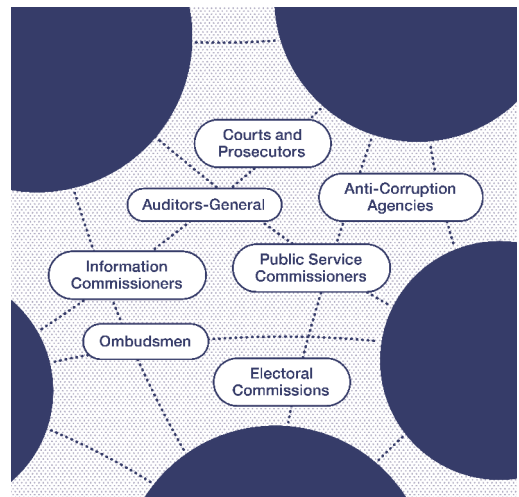 Courts and
Prosecutors
Anti-Corruption
Agencies
Auditors-General
Public Service
Commissioners
Information
Commissioners
Ombudsmen
Electoral
Commissions